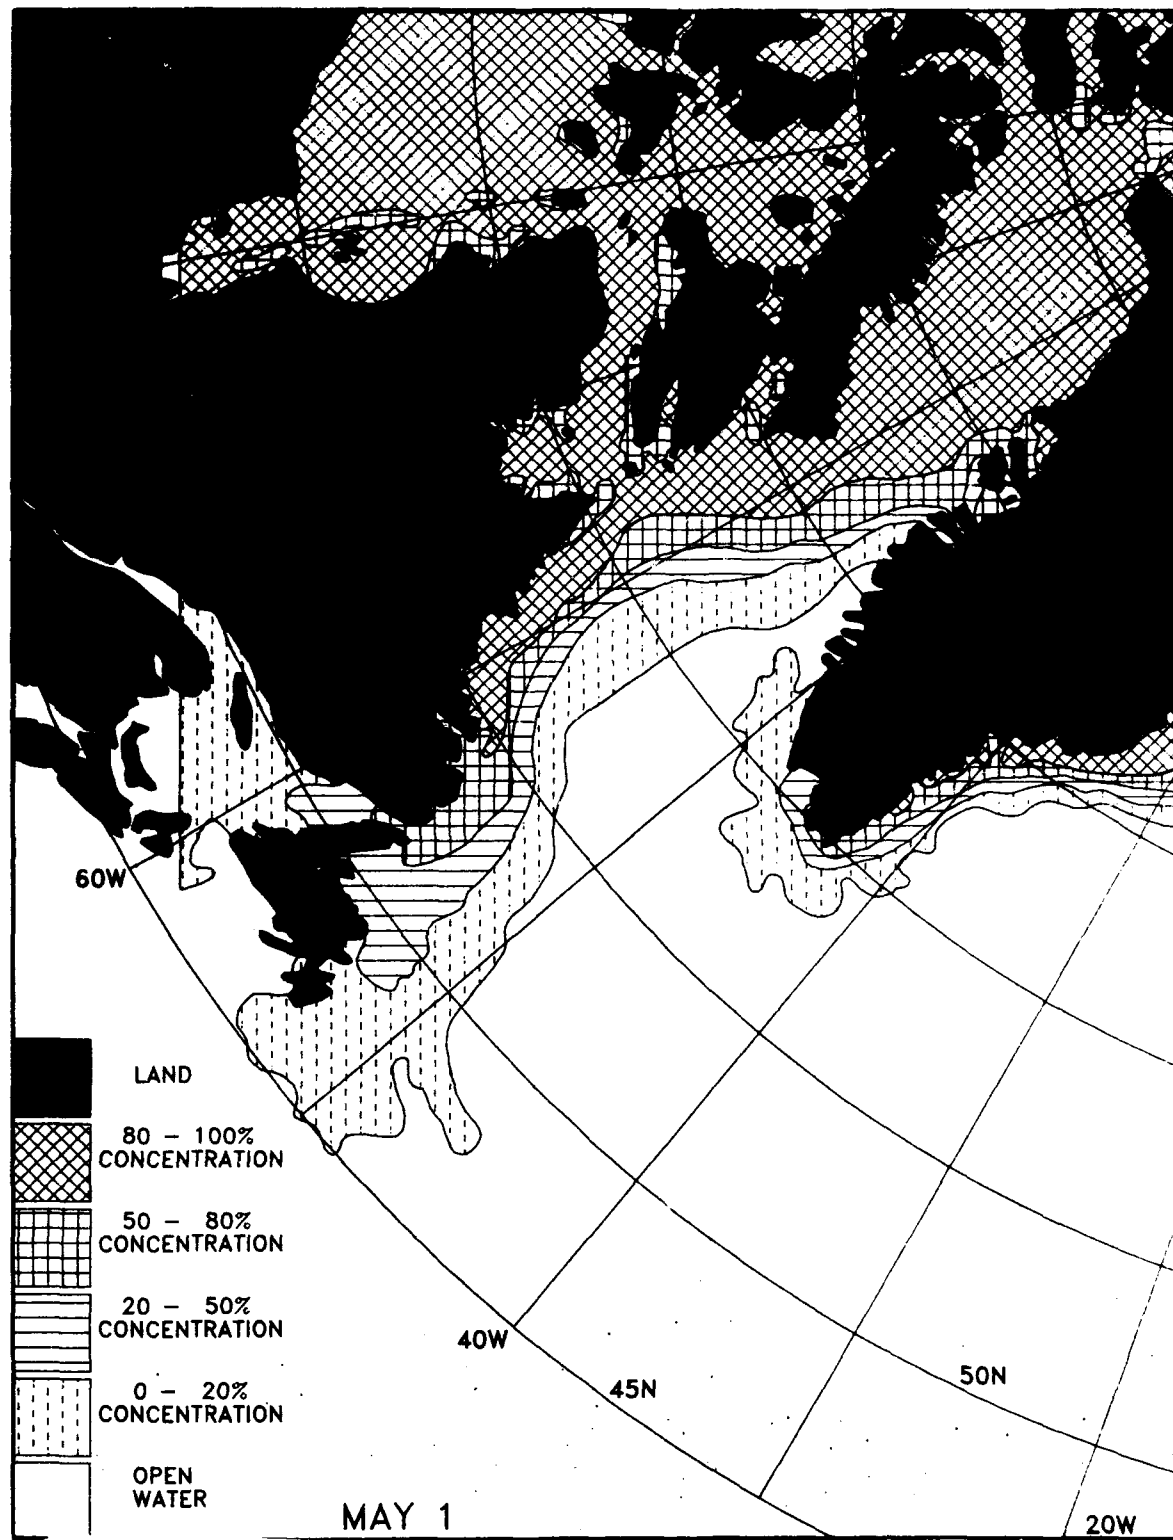 60W
LAND
80 - 100%
CONCENTRATION
50 - 80%
CONCENTRATION
20 - 50%
CONCENTRATION
0 - 20%
CONCENTRATION
OPEN
WATER
MAY 1
40W
45N
50N
20W